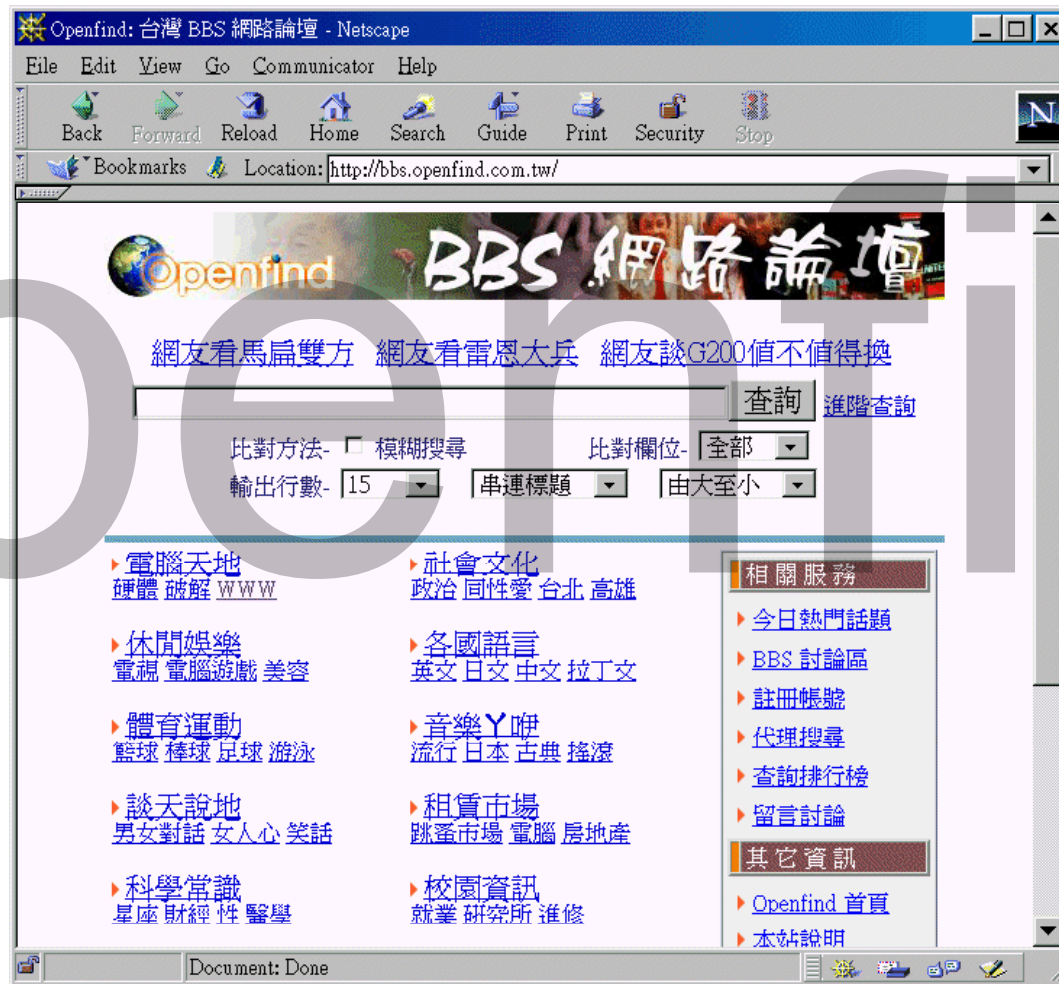 Openfind: 台灣 BBS 網路論壇 - Netscape
File Edit View Go Communicator Help
Back Forward Reload Home Search Guide Print Security Stop
N
Bookmarks Location: http://bbs.openfind.com.tw/
Openfind BBS 網路論壇
網友看馬扁雙方 網友看雷恩大兵 網友談G200值不值得換
查詢 進階查詢
比對方法- 模糊搜尋 比對欄位- 全部
輸出行數- 15 串連標題 由大至小
電腦天地 社會文化
硬體 破解 WWW 政治 同性愛 台北 高雄
休閒娛樂 各國語言
電視 電腦遊戲 美容 英文 日文 中文 拉丁文
體育運動 音樂丫咿
籃球 棒球 足球 游泳 流行 日本 古典 搖滾
談天說地 租賃市場
男女對話 女人心 笑話 跳蚤市場 電腦 房地產
科學常識 校園資訊
星座 財經 性 醫學 就業 研究所 進修
相關服務
今日熱門話題
BBS 討論區
註冊帳號
代理搜尋
查詢排行榜
留言討論
其它資訊
Openfind 首頁
本站說明
Document: Done
penfi